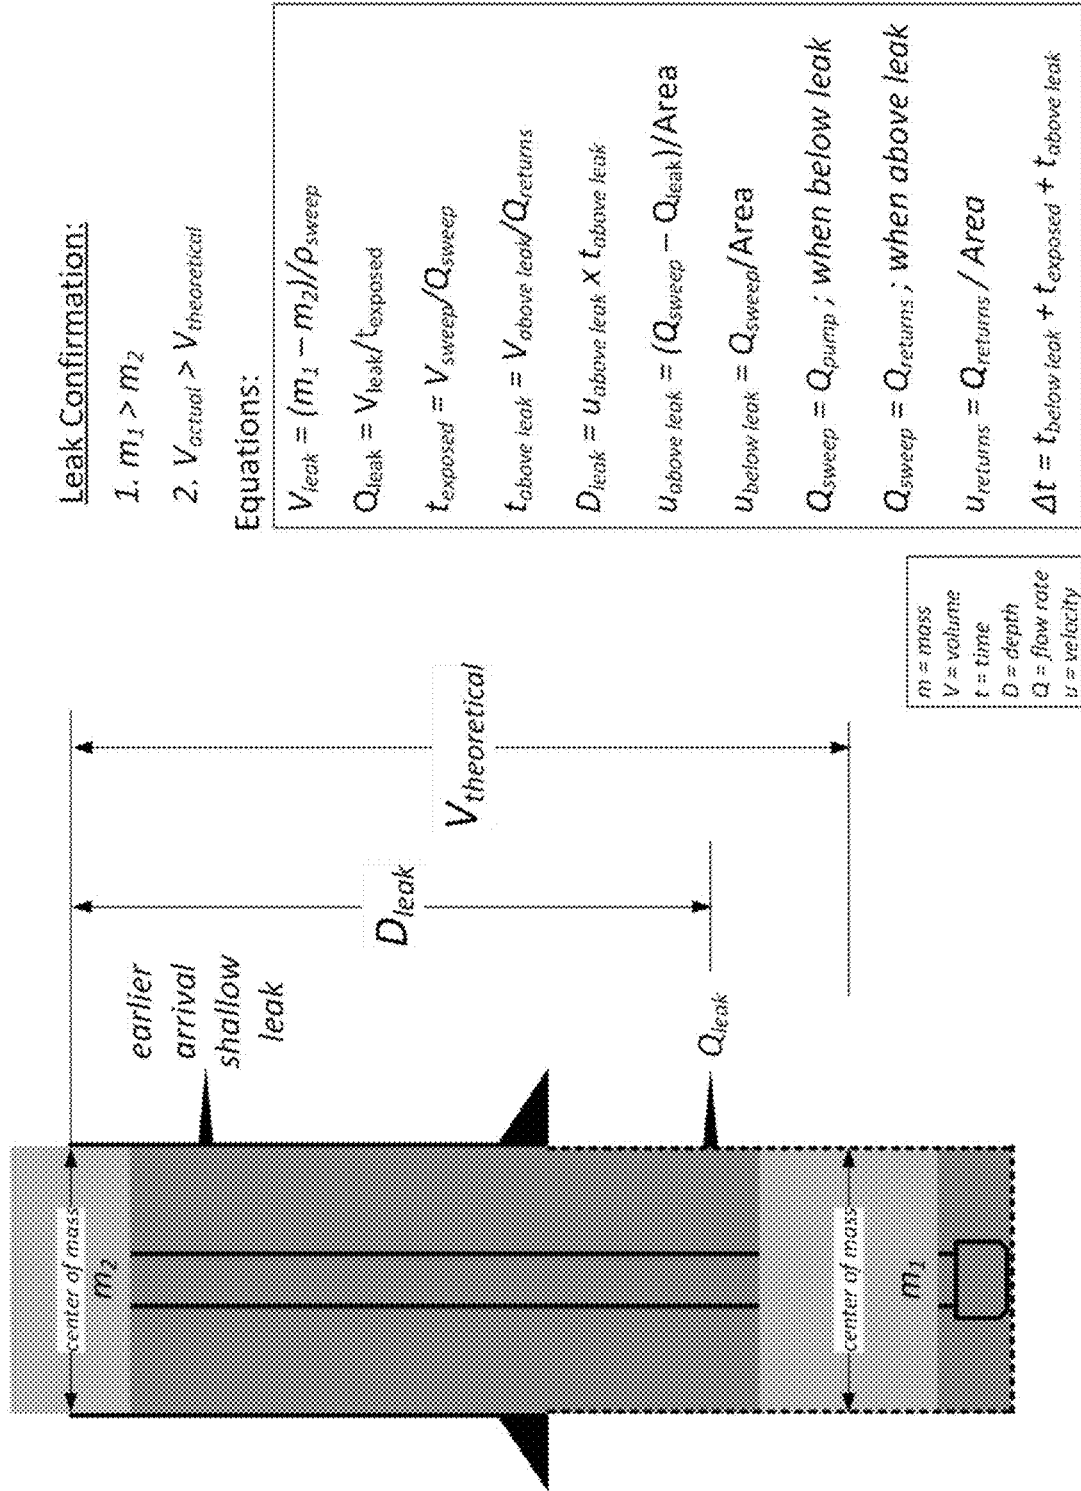 Leak Confirmation:
1. m₁ > m₂
2. V_actual > V_theoretical
Equations:
V_leak = (m₁ − m₂)/ρ_sweep
Q_leak = V_leak/t_exposed
t_exposed = V_sweep/Q_sweep
t_above leak = V_above leak/Q_returns
D_leak = u_above leak x t_above leak
u_above leak = (Q_sweep − Q_leak)/Area
u_below leak = Q_sweep/Area
Q_sweep = Q_pump ; when below leak
Q_sweep = Q_returns ; when above leak
u_returns = Q_returns / Area
Δt = t_below leak + t_exposed + t_above leak
m = mass
V = volume
t = time
D = depth
Q = flow rate
u = velocity
V_theoretical
D_leak
earlier
arrival
shallow
leak
Q_leak
center of mass
m₂
center of mass
m₁